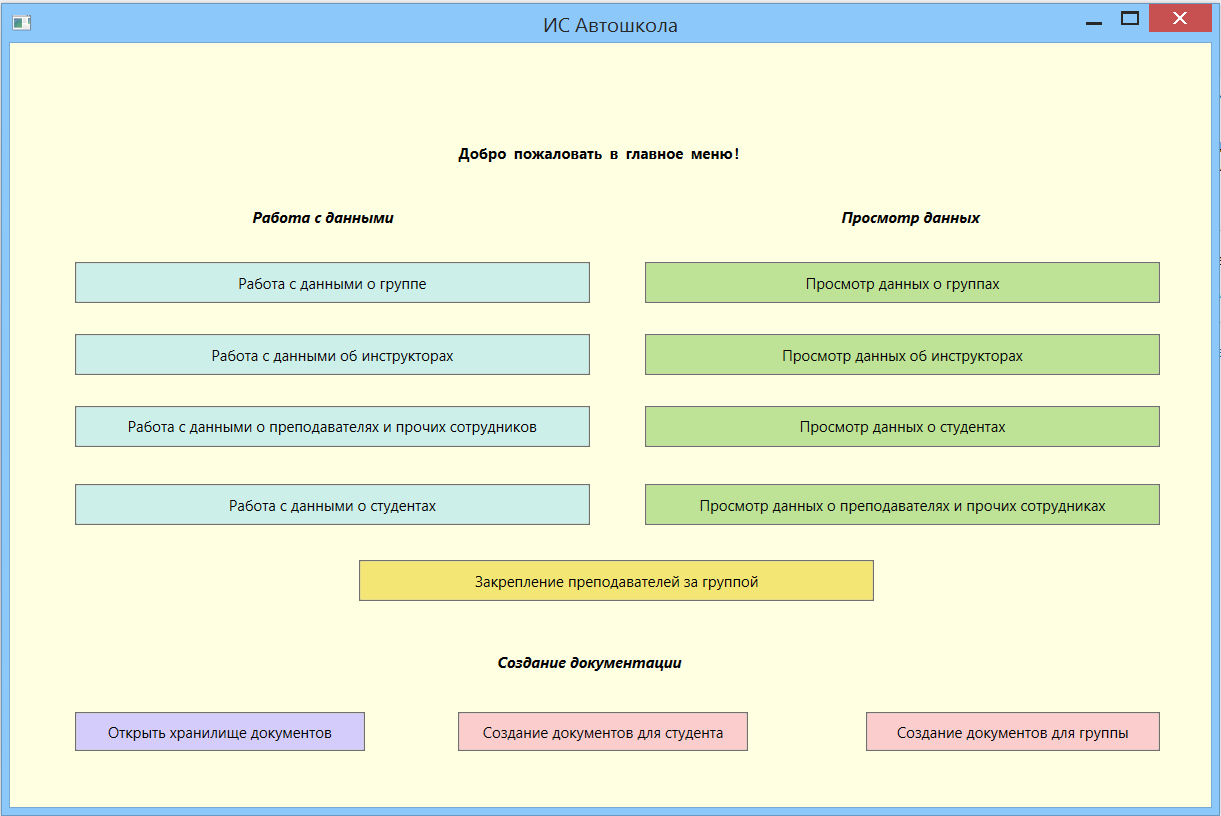 ИС Автошкола
Добро пожаловать в главное меню!
Работа с данными
Просмотр данных
Работа с данными о группе
Просмотр данных о группах
Работа с данными об инструкторах
Просмотр данных об инструкторах
Работа с данными о преподавателях и прочих сотрудников
Просмотр данных о студентах
Работа с данными о студентах
Просмотр данных о преподавателях и прочих сотрудниках
Закрепление преподавателей за группой
Создание документации
Открыть хранилище документов
Создание документов для студента
Создание документов для группы